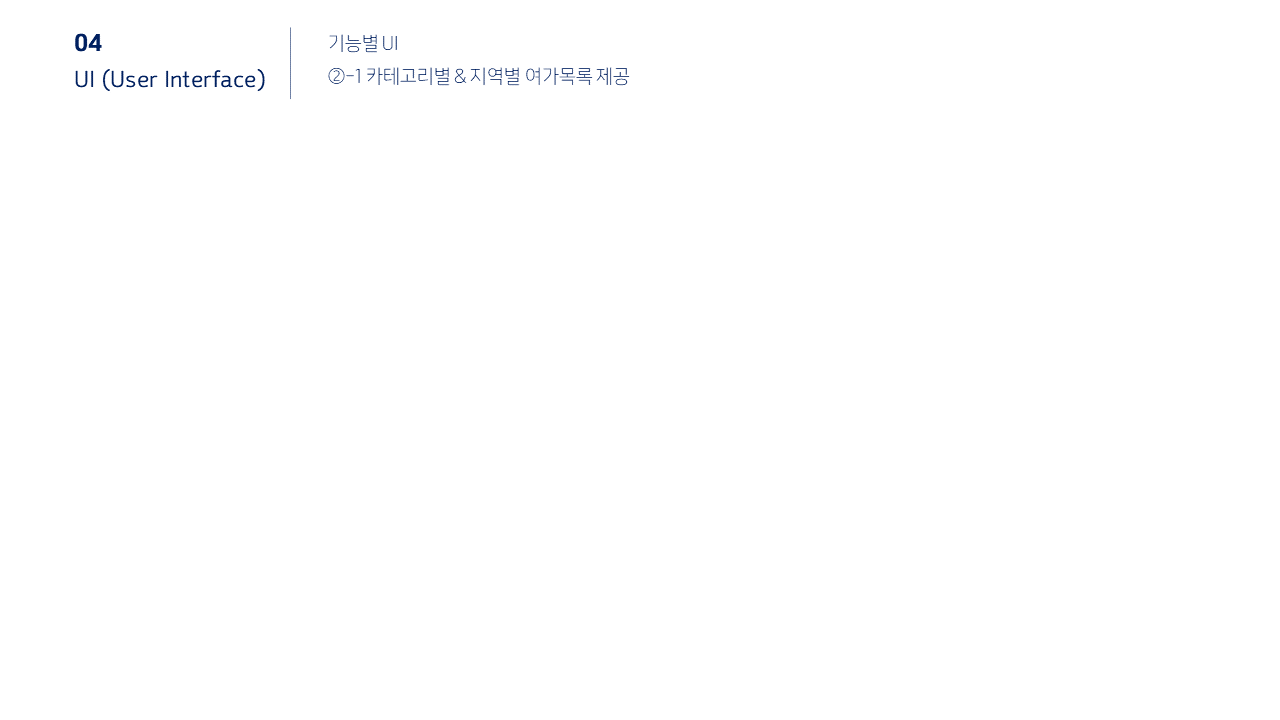 04
UI (User Interface)
기능별 UI
②-1 카테고리별 & 지역별 여가목록 제공